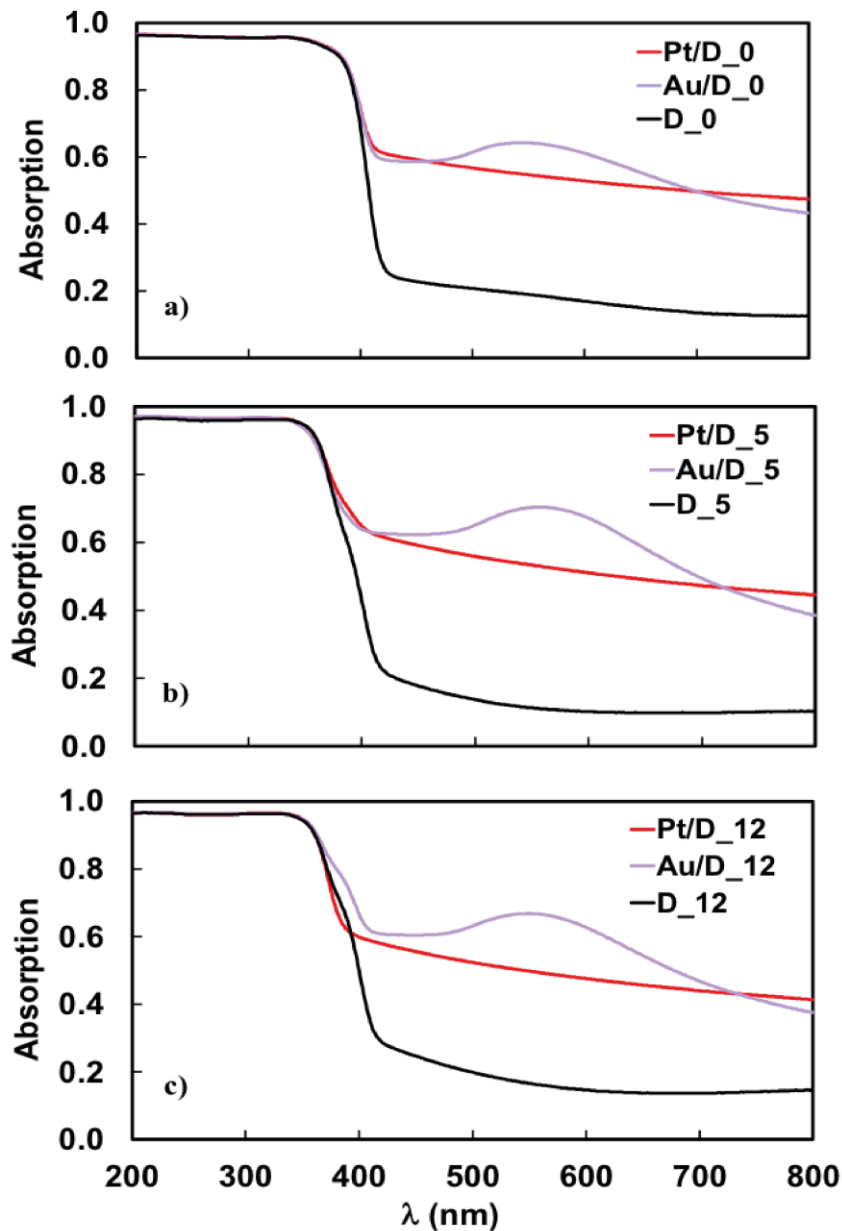 1.0
0.8
0.6
0.4
0.2
0.0
Absorption
Pt/D_0
Au/D_0
D_0
a)
1.0
0.8
0.6
0.4
0.2
0.0
Absorption
Pt/D_5
Au/D_5
D_5
b)
1.0
0.8
0.6
0.4
0.2
0.0
Absorption
Pt/D_12
Au/D_12
D_12
c)
200 300 400 500 600 700 800
λ (nm)